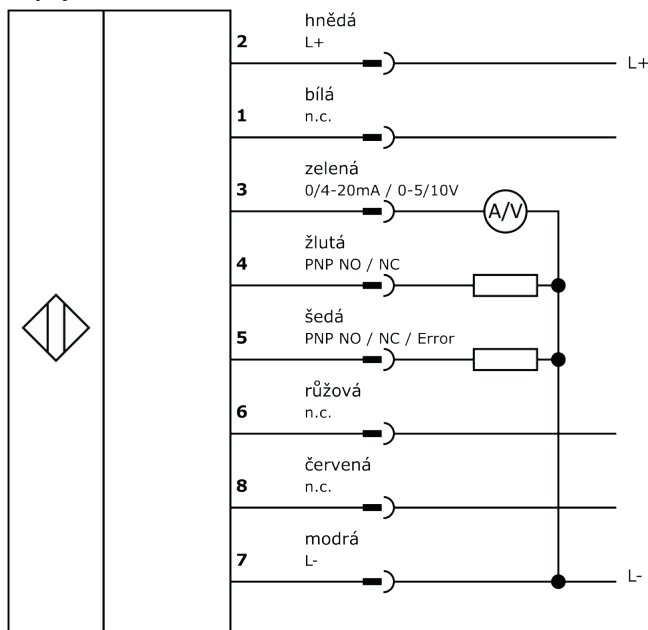 hnědá
2
L+
L+
bílá
1
n.c.
zelená
3
0/4-20mA / 0-5/10V
A/V
žlutá
4
PNP NO / NC
šedá
5
PNP NO / NC / Error
růžová
6
n.c.
červená
8
n.c.
modrá
7
L-
L-